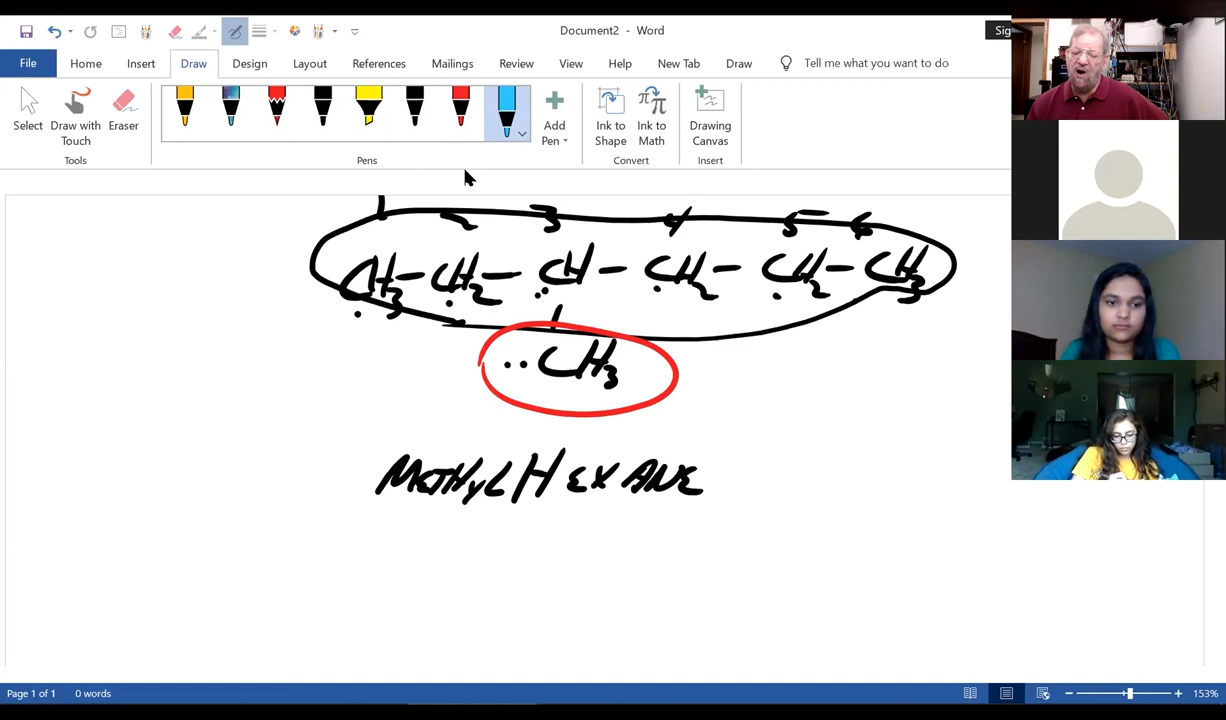 Document2 - Word
Sig
File Home Insert Draw Design Layout References Mailings Review View Help New Tab Draw Tell me what you want to do
Select Draw with Touch Eraser Add Pen Ink to Shape Ink to Math Drawing Canvas
Tools Pens Convert Insert
1 2 3 4 5 6
CH3-CH2-CH-CH2-CH2-CH3
CH3
METHYLHEXANE
Page 1 of 1 0 words 153%